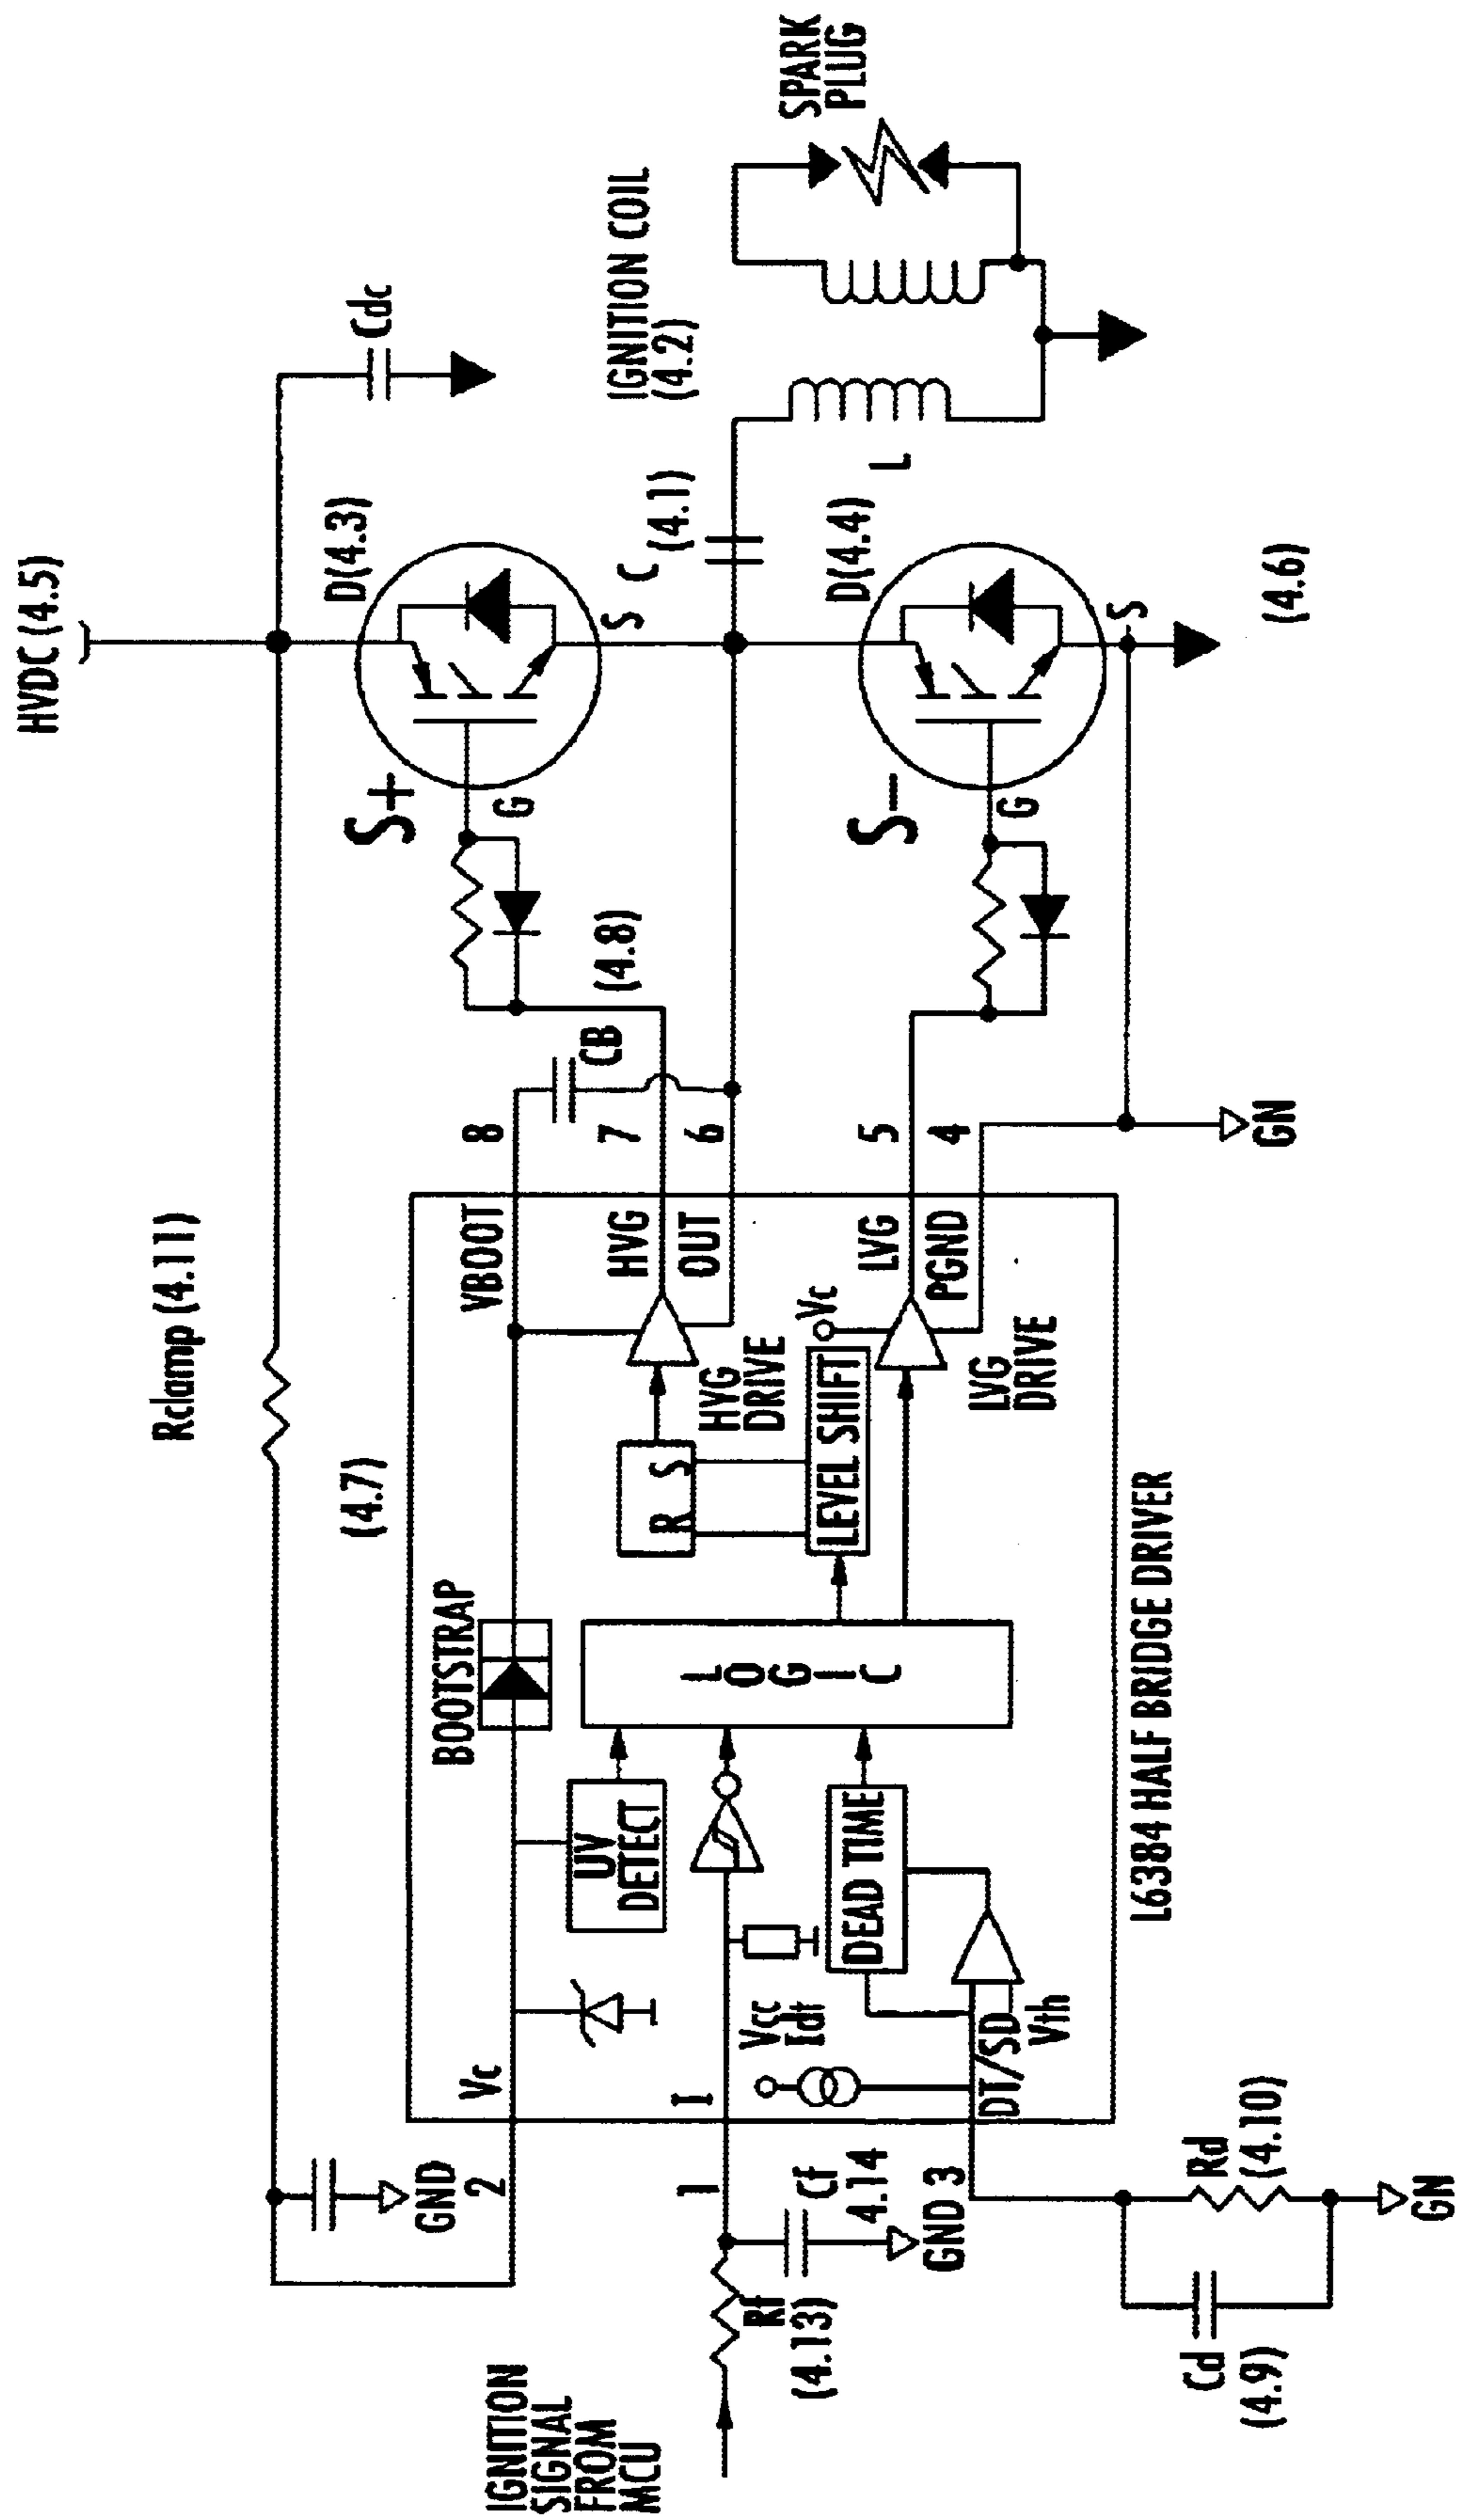 HVDC (4.5)
Rclamp (4.11)
Cdc
D(4.3)
(4.7)
S+
G
S
BOOTSTRAP
VBOOT
8
CB
(4.8)
C
(4.1)
IGNITION COIL
(4.2)
SPARK
PLUG
GND
2
Vc
UV
DETECT
R S
HVG
7
OUT
6
HYG
DRIVE
IGNITION
SIGNAL
FROM
MCU
1
I
Rf
(4.13)
Cf
4.14
GND
3
Vcc
Idt
LOGIC
LEVEL SHIFT
Vc
LVG
5
PGND
4
S-
G
D(4.4)
L
DEAD TIME
DT/SD
Vth
LVG
DRIVE
S
L6384 HALF BRIDGE DRIVER
GN
(4.6)
Cd
(4.9)
Rd
(4.10)
GN